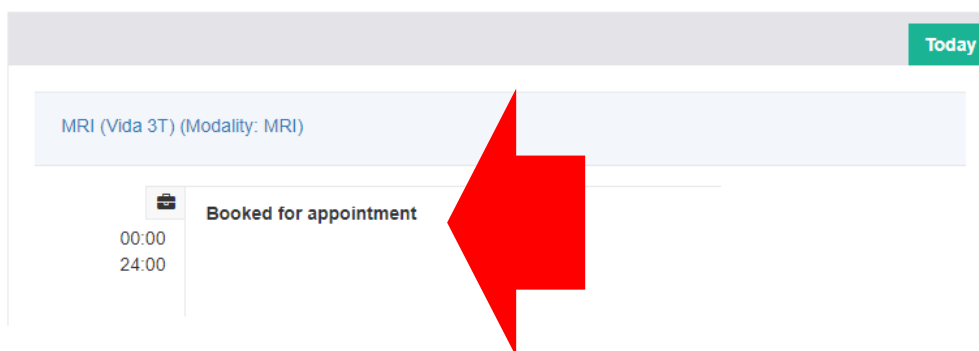 Today
MRI (Vida 3T) (Modality: MRI)
Booked for appointment
00:00
24:00